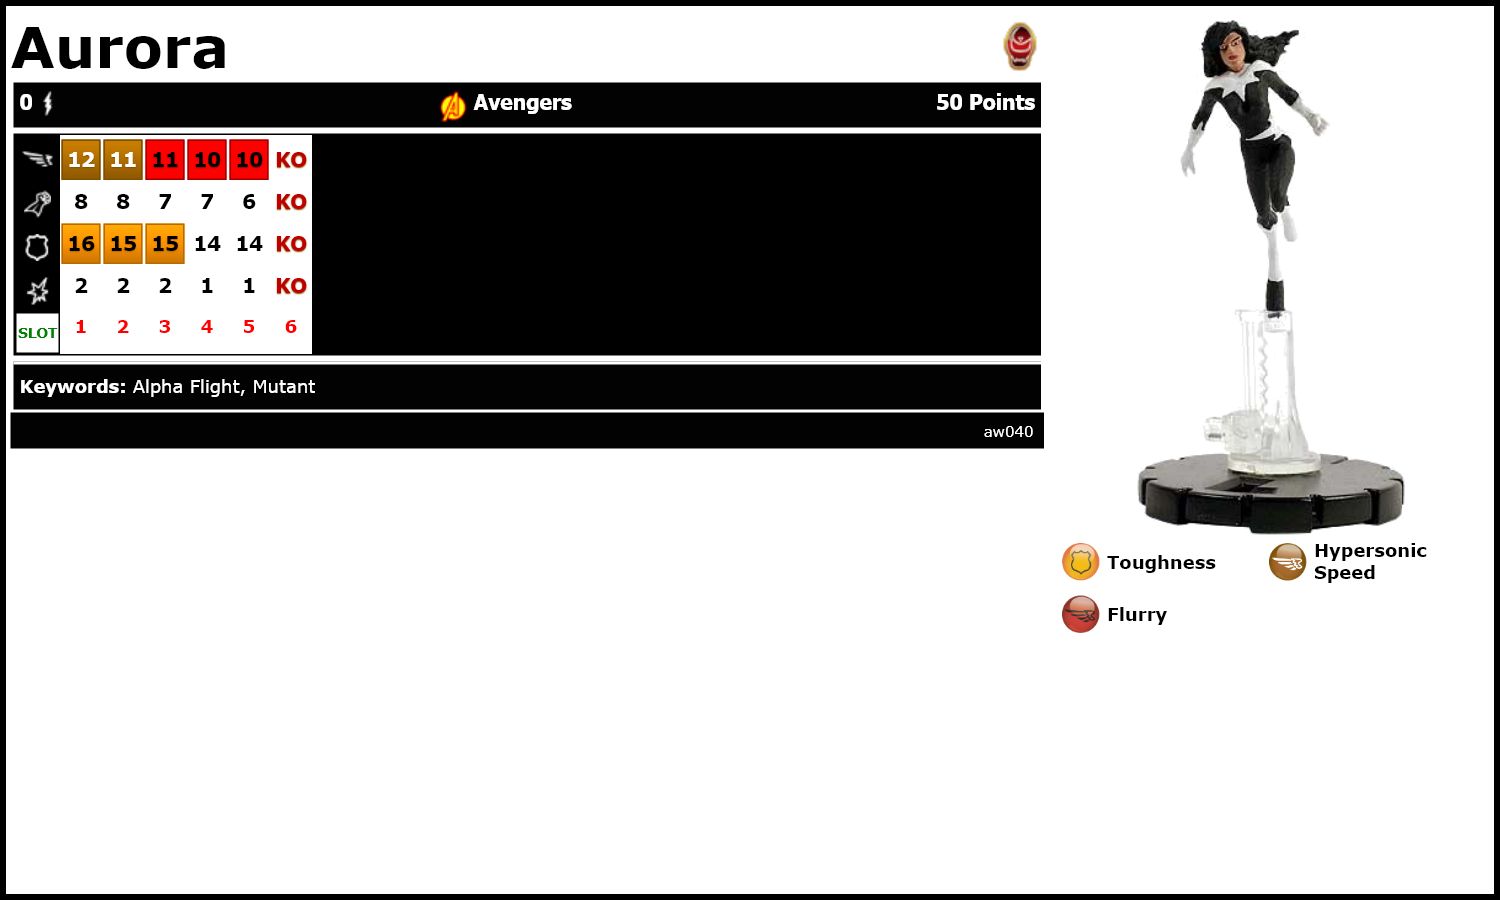 Aurora
0 Avengers 50 Points
12 11 11 10 10 KO
8 8 7 7 6 KO
16 15 15 14 14 KO
2 2 2 1 1 KO
SLOT 1 2 3 4 5 6
Keywords: Alpha Flight, Mutant
aw040
Toughness
Hypersonic
Speed
Flurry